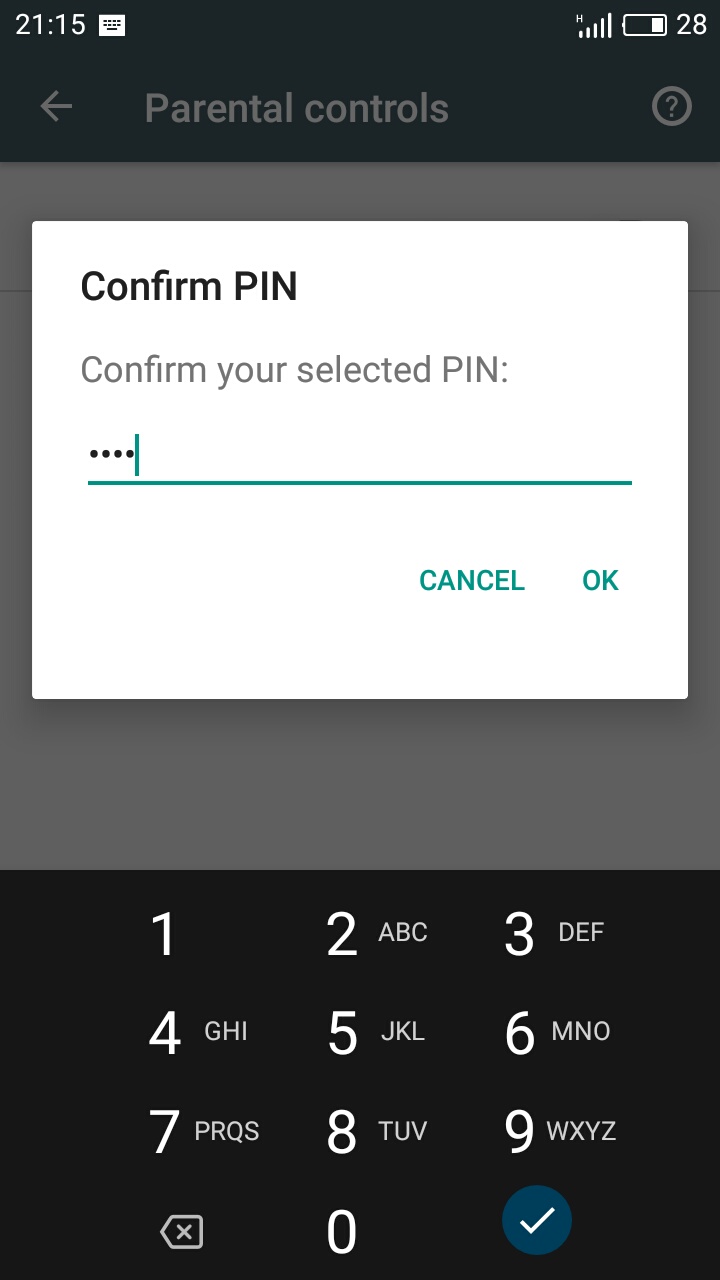 21:15 H 28
Parental controls ?
Confirm PIN
Confirm your selected PIN:
••••
CANCEL OK
1 2 ABC 3 DEF
4 GHI 5 JKL 6 MNO
7 PRQS 8 TUV 9 WXYZ
0